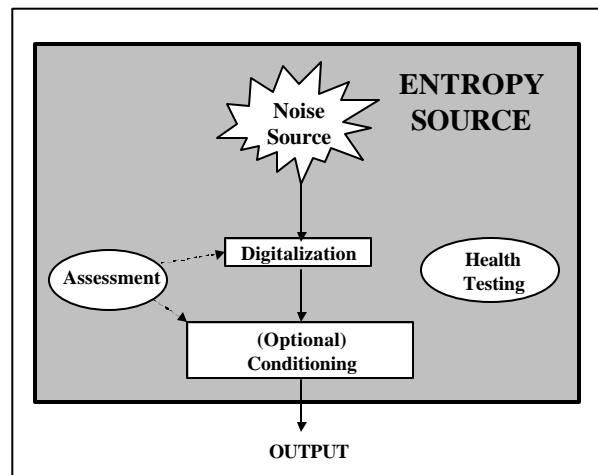 ENTROPY
SOURCE
Noise
Source
Digitalization
Assessment
Health
Testing
(Optional)
Conditioning
OUTPUT